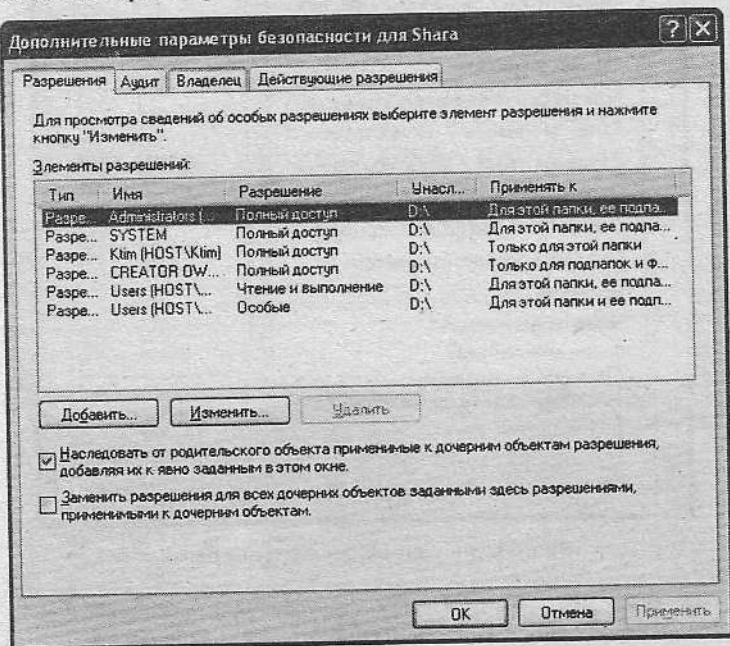 Дополнительные параметры безопасности для Shara
Разрешения Аудит Владелец Действующие разрешения
Для просмотра сведений об особых разрешениях выберите элемент разрешения и нажмите
кнопку "Изменить".
Элементы разрешений:
Тип Имя Разрешение Унасл... Применять к
Разре... Administrators (... Полный доступ D:\ Для этой папки, ее подпа...
Разре... SYSTEM Полный доступ D:\ Для этой папки, ее подпа...
Разре... Ktim (HOST\Ktim) Полный доступ D:\ Только для этой папки
Разре... CREATOR OW... Полный доступ D:\ Только для подпапок и ф...
Разре... Users (HOST\... Чтение и выполнение D:\ Для этой папки, ее подпа...
Разре... Users (HOST\... Особые D:\ Для этой папки и ее подп...
Добавить... Изменить... Удалить
Наследовать от родительского объекта применимые к дочерним объектам разрешения,
добавляя их к явно заданным в этом окне.
Заменить разрешения для всех дочерних объектов заданными здесь разрешениями,
применимыми к дочерним объектам.
OK Отмена Применить